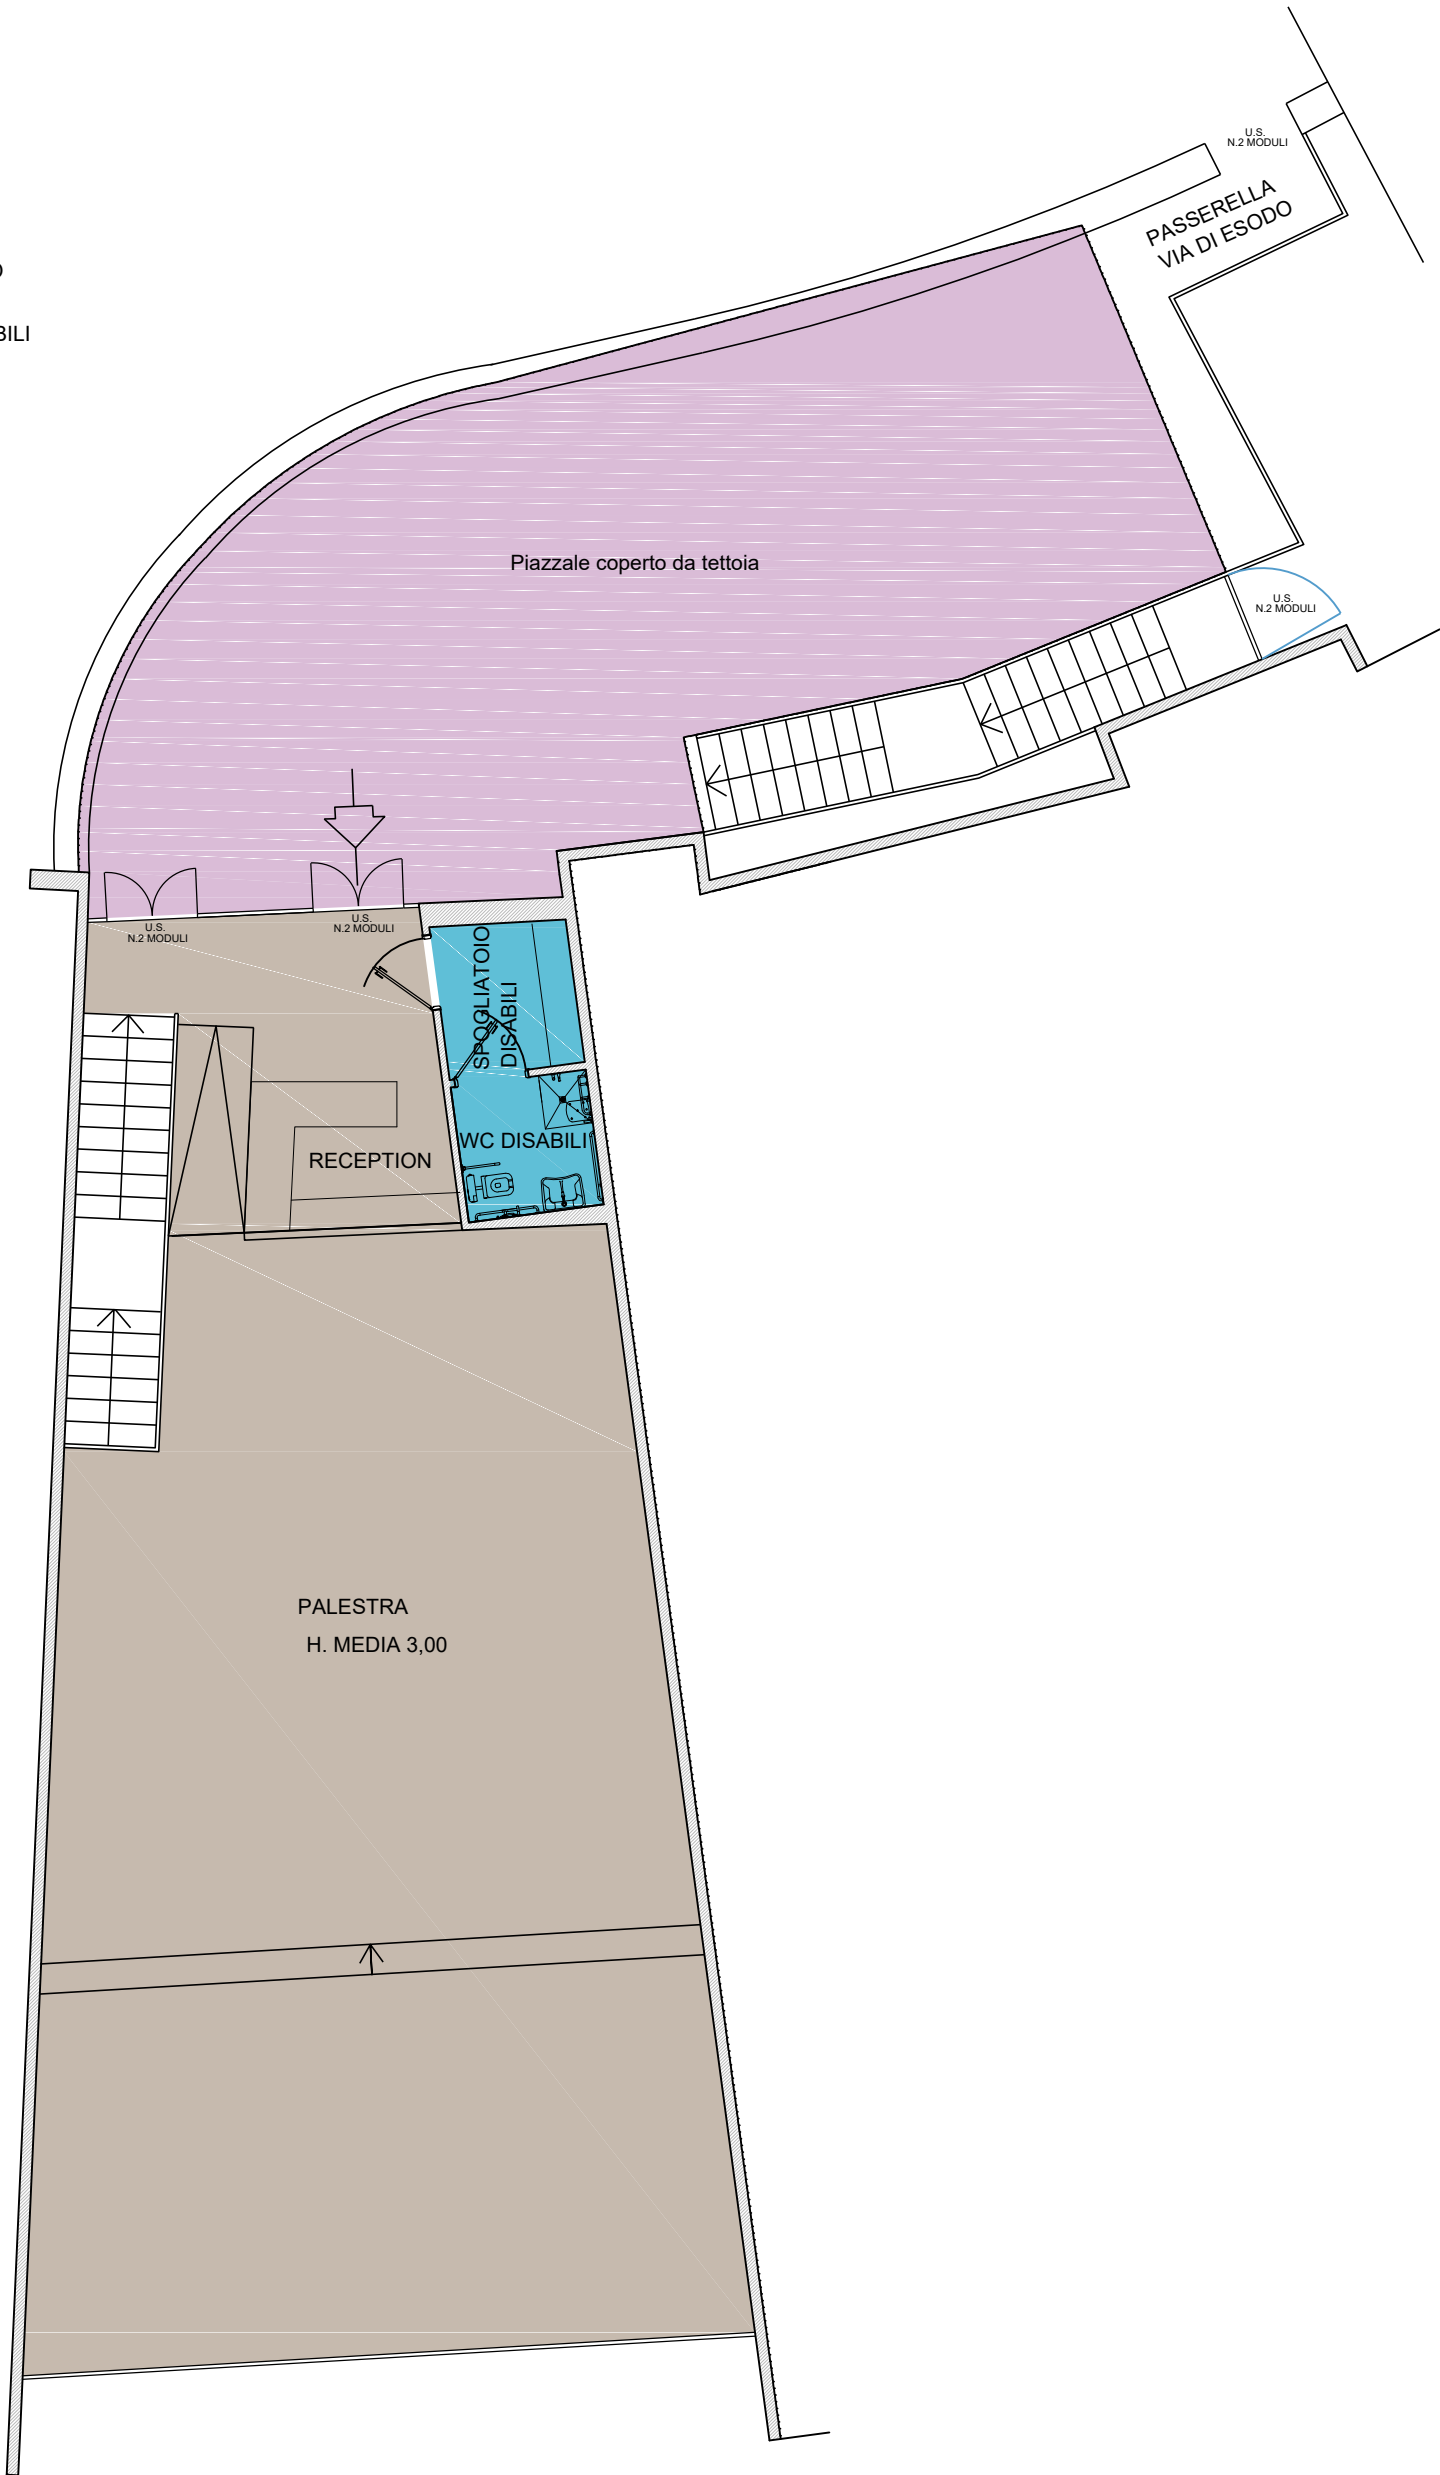 U.S.
N.2 MODULI
PASSERELLA
VIA DI ESODO
BILI
Piazzale coperto da tettoia
U.S.
N.2 MODULI
U.S.
N.2 MODULI
U.S.
N.2 MODULI
SPOGLIATOIO
DISABILI
WC DISABILI
RECEPTION
PALESTRA
H. MEDIA 3,00